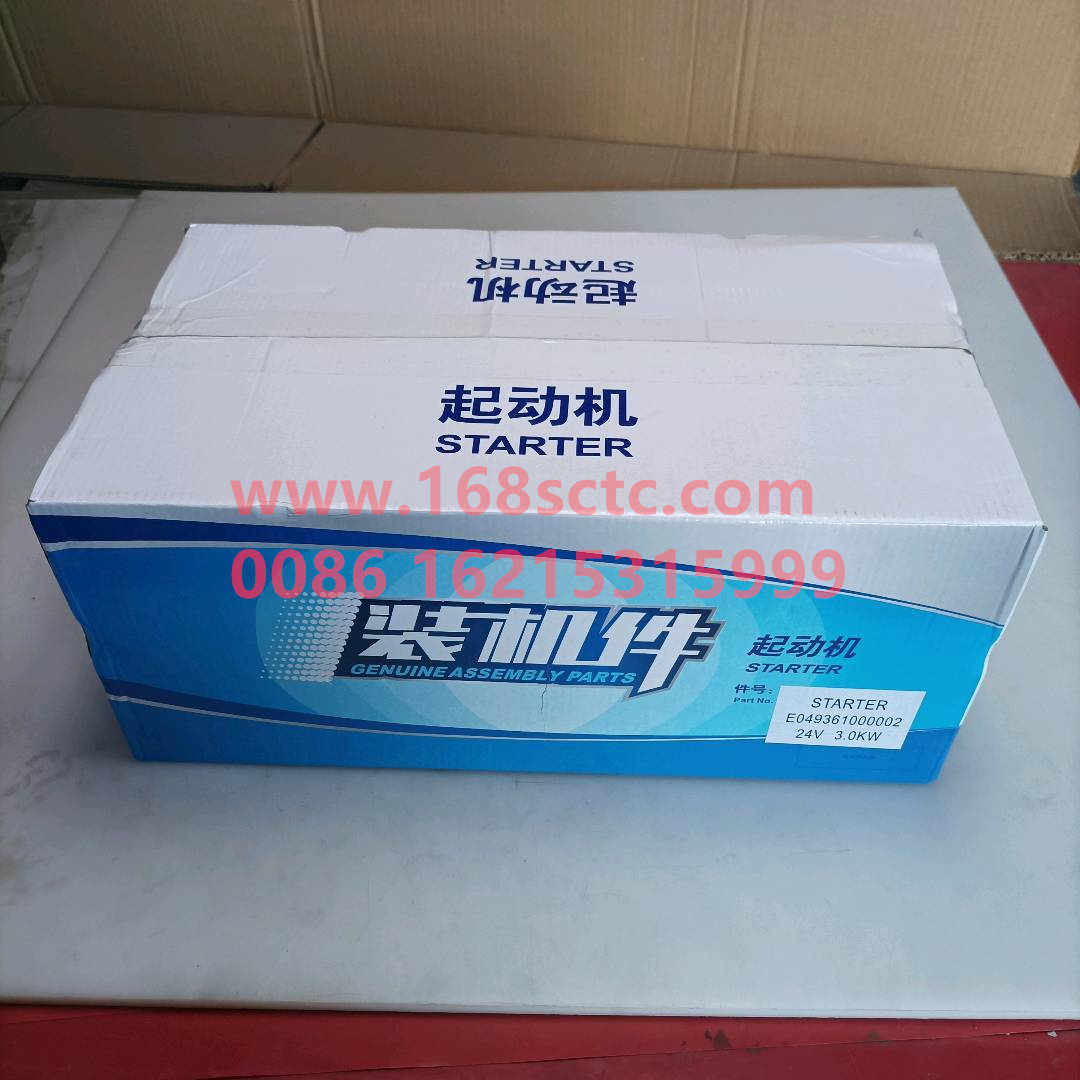 STARTER
起动机
起动机
STARTER
www.168sctc.com
0086 16215315999
装机件
GENUINE ASSEMBLY PARTS
起动机
STARTER
件号:
Part No.
STARTER
E049361000002
24V 3.0KW